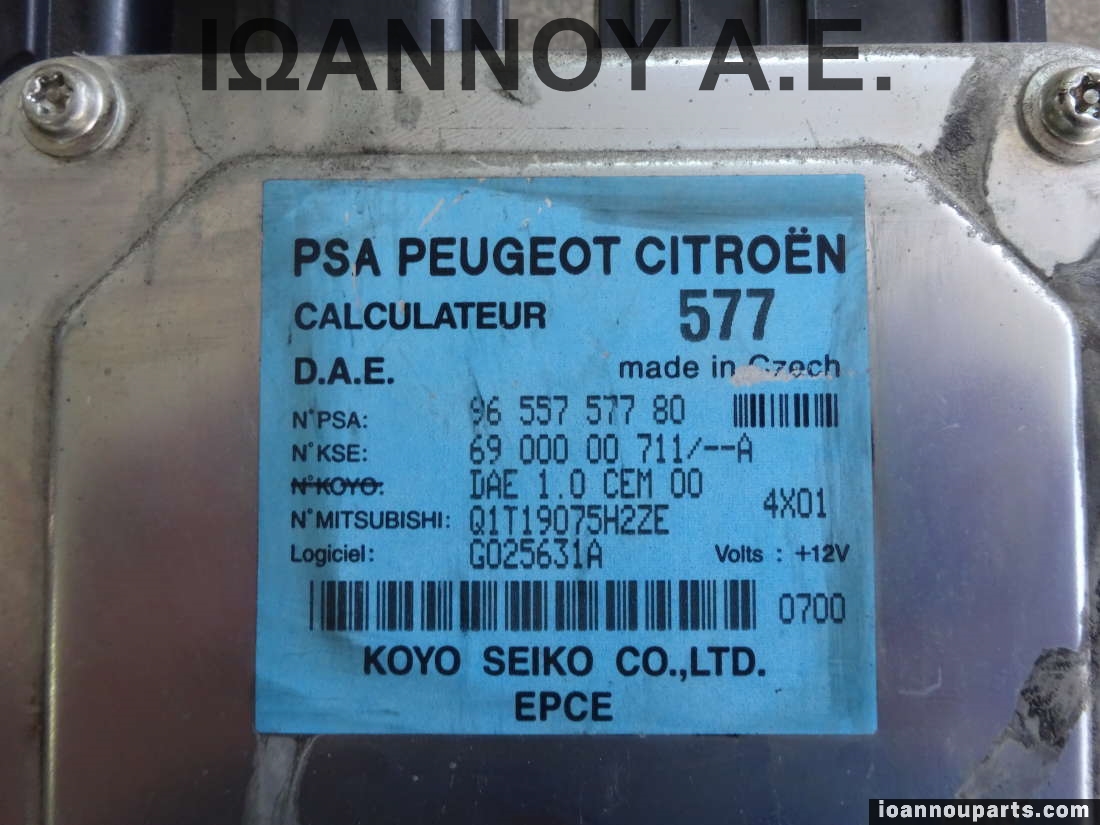 ΙΩΑΝΝΟΥ Α.Ε.
PSA PEUGEOT CITROËN
CALCULATEUR 577
D.A.E. made in Czech
N°PSA: 96 557 577 80
N°KSE: 69 000 00 711/--A
N°KOYO: DAE 1.0 CEM 00
4X01
N°MITSUBISHI: Q1T19075H2ZE
Logiciel: G025631A Volts : +12V
0700
KOYO SEIKO CO.,LTD.
EPCE
ioannouparts.com